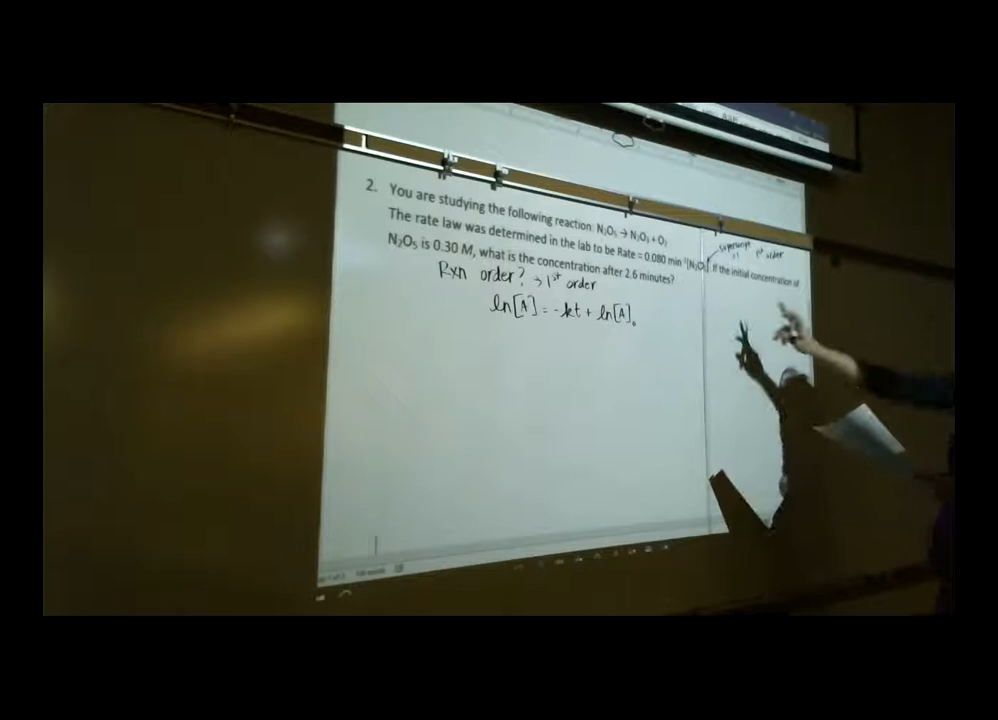 2. You are studying the following reaction: N₂O₅ → N₂O₃ + O₂
The rate law was determined in the lab to be Rate = 0.080 min⁻¹[N₂O₅]. If the initial concentration of
N₂O₅ is 0.30 M, what is the concentration after 2.6 minutes?
superscript
1st order
Rxn order? → 1st order
ln[A] = -kt + ln[A]₀